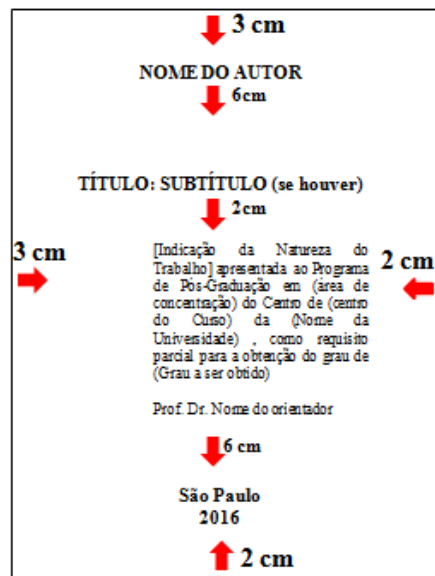 3 cm
NOME DO AUTOR
6cm
TÍTULO: SUBTÍTULO (se houver)
2cm
3 cm
2 cm
[Indicação da Natureza do
Trabalho] apresentada ao Programa
de Pós-Graduação em (área de
concentração) do Centro de (centro
do Curso) da (Nome da
Universidade) , como requisito
parcial para a obtenção do grau de
(Grau a ser obtido)
Prof. Dr. Nome do orientador
6 cm
São Paulo
2016
2 cm